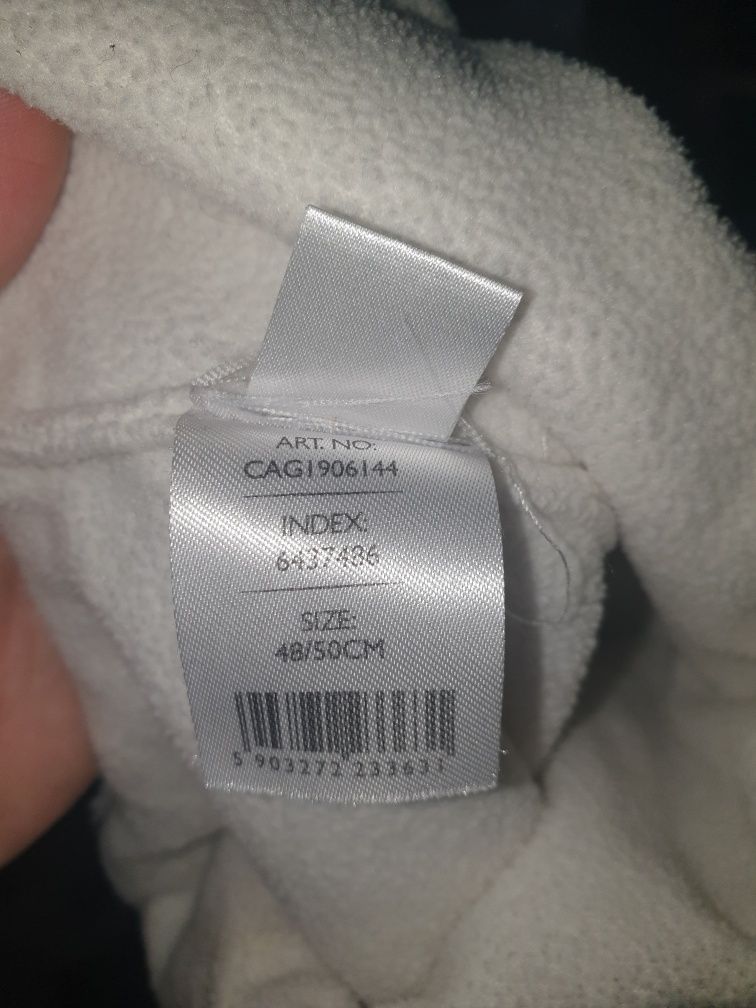 ART. NO:
CAG1906144
INDEX:
6437486
SIZE:
48/50CM
5 903272 233631